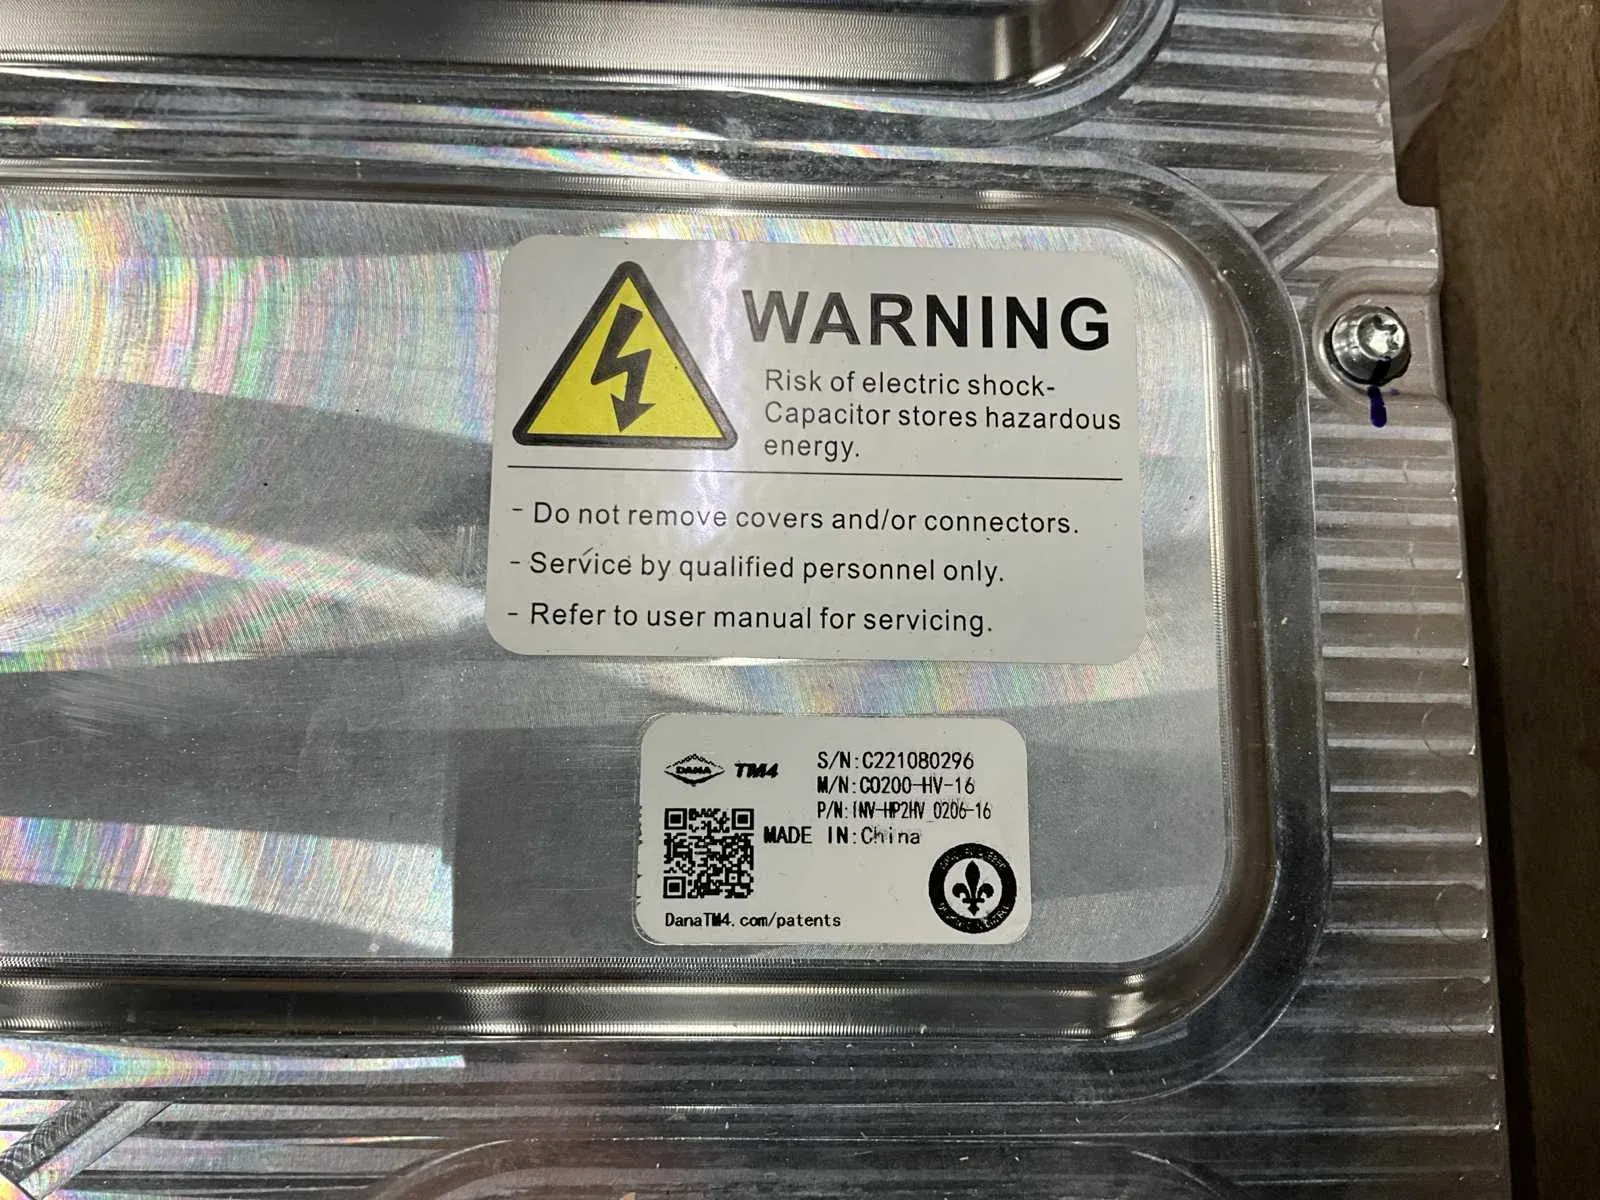 WARNING
Risk of electric shock-
Capacitor stores hazardous
energy.
- Do not remove covers and/or connectors.
- Service by qualified personnel only.
- Refer to user manual for servicing.
DANA TM4
S/N:C221080296
M/N:CO200-HV-16
P/N:INV-HP2HV_0206-16
MADE IN:China
DanaTM4.com/patents